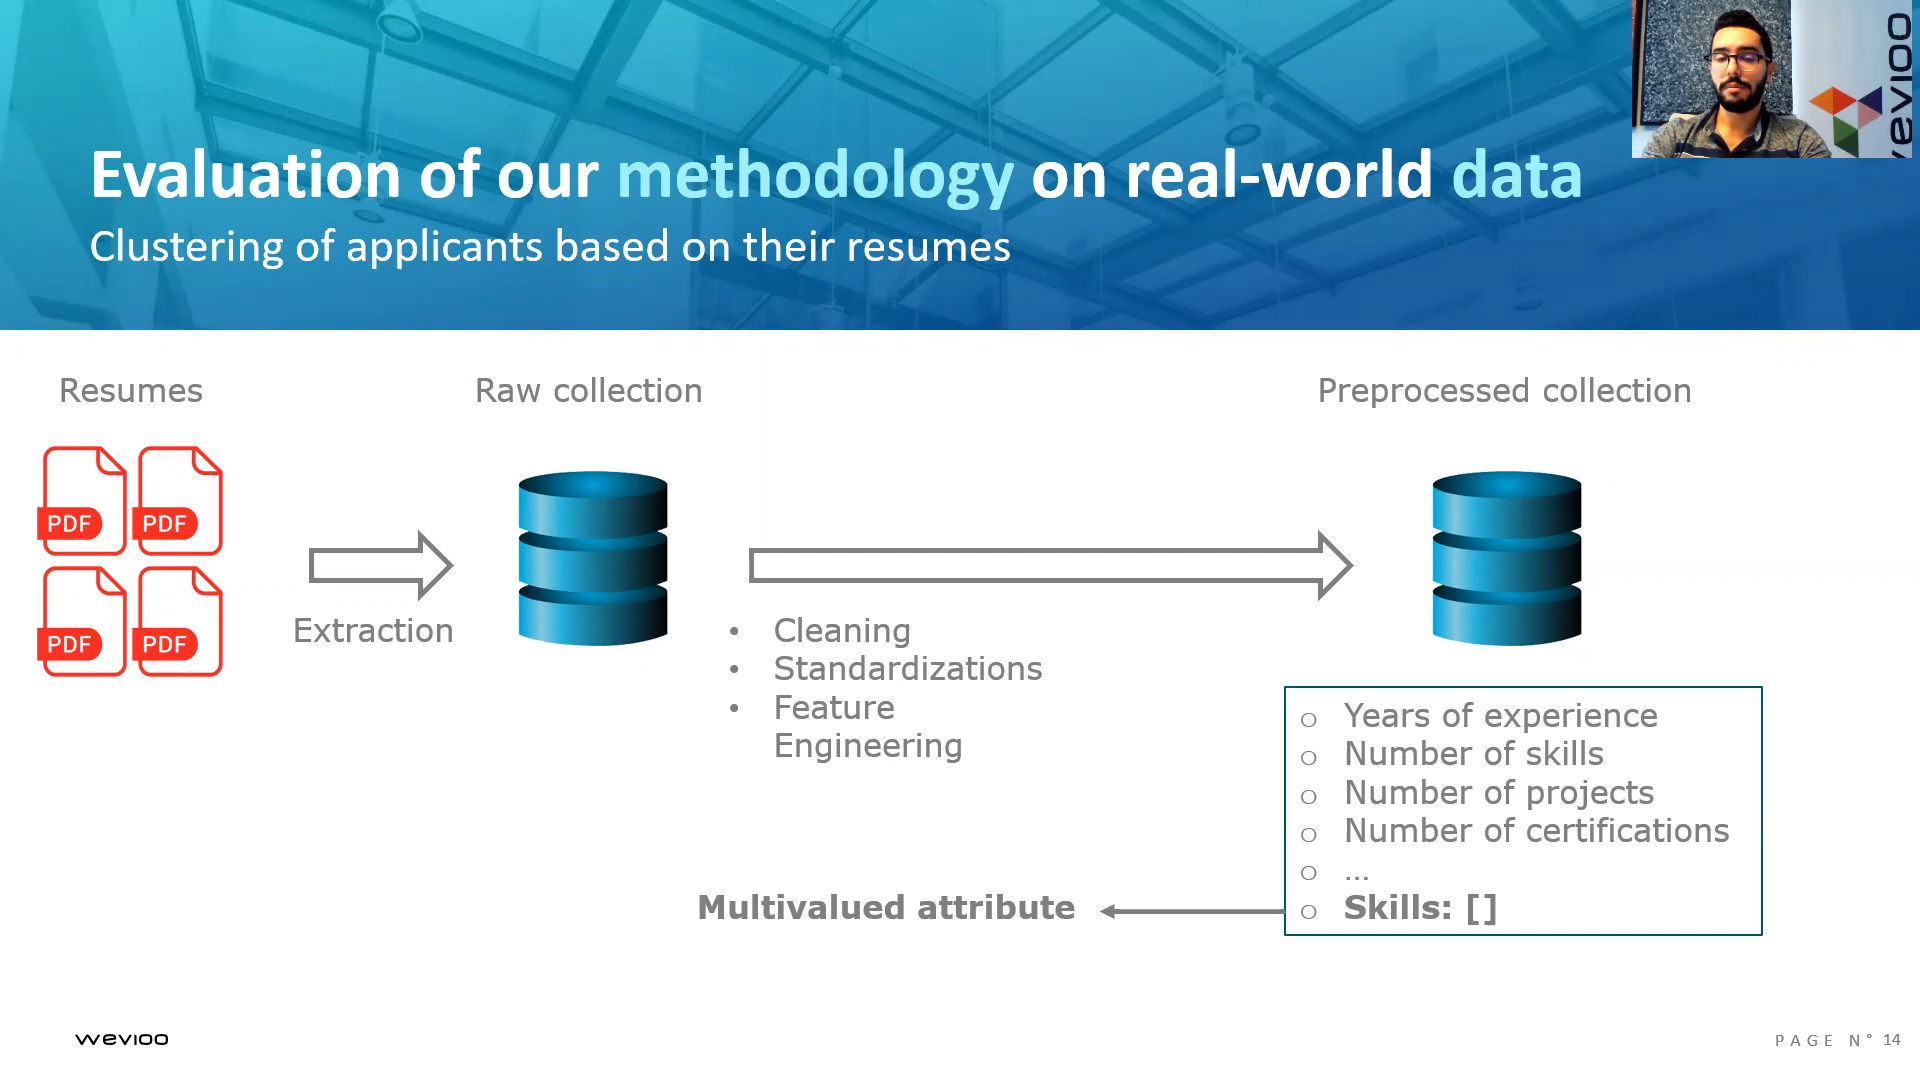 Evaluation of our methodology on real-world data
Clustering of applicants based on their resumes
wevioo
Resumes
Raw collection
Preprocessed collection
PDF
PDF
PDF
PDF
Extraction
• Cleaning
• Standardizations
• Feature
Engineering
o Years of experience
o Number of skills
o Number of projects
o Number of certifications
o ...
o Skills: []
Multivalued attribute
wevioo
PAGE N° 14